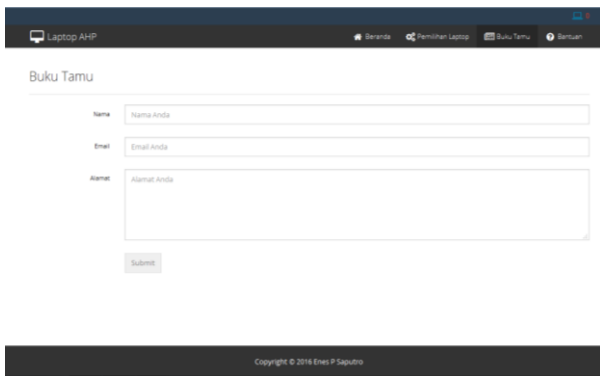 Laptop AHP
Beranda
Pemilihan Laptop
Buku Tamu
Bantuan
Buku Tamu
Nama
Nama Anda
Email
Email Anda
Alamat
Alamat Anda
Submit
Copyright © 2016 Enes P Saputro